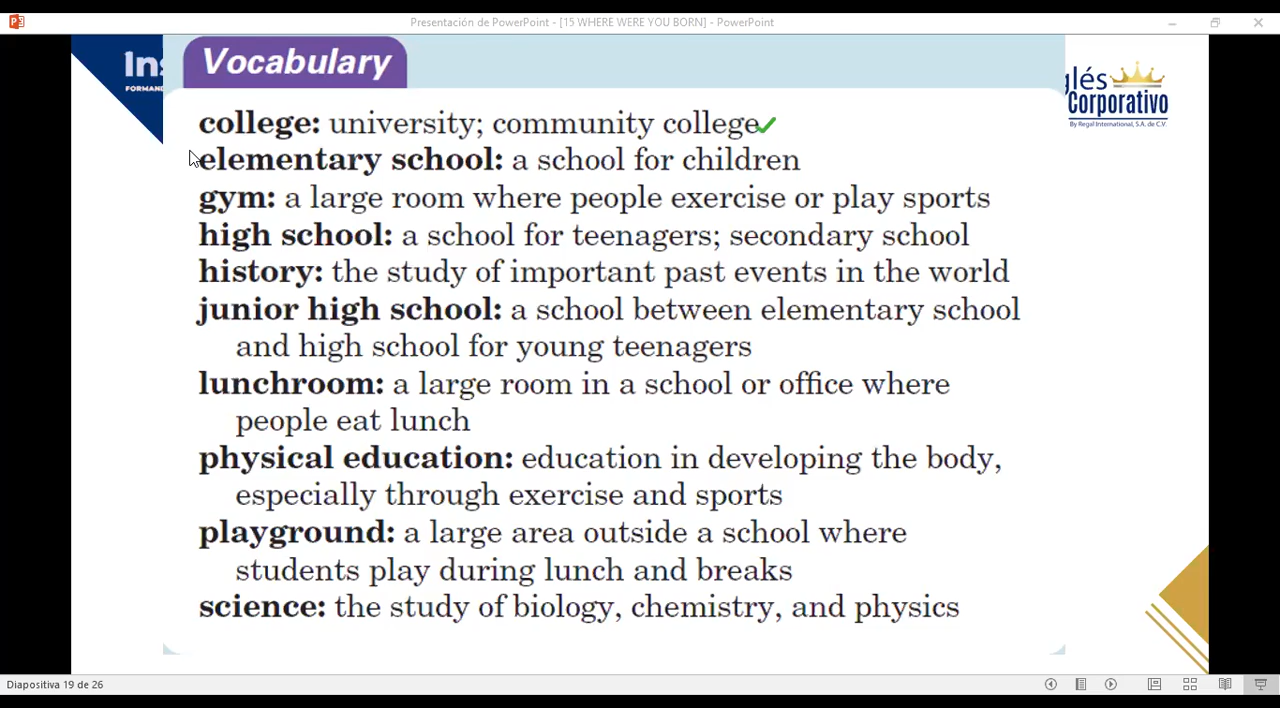 Presentación de PowerPoint - [15 WHERE WERE YOU BORN] - PowerPoint
Vocabulary
college: university; community college
elementary school: a school for children
gym: a large room where people exercise or play sports
high school: a school for teenagers; secondary school
history: the study of important past events in the world
junior high school: a school between elementary school
and high school for young teenagers
lunchroom: a large room in a school or office where
people eat lunch
physical education: education in developing the body,
especially through exercise and sports
playground: a large area outside a school where
students play during lunch and breaks
science: the study of biology, chemistry, and physics
Ins
FORMAND
glés
Corporativo
By Regal International, S.A. de C.V.
Diapositiva 19 de 26